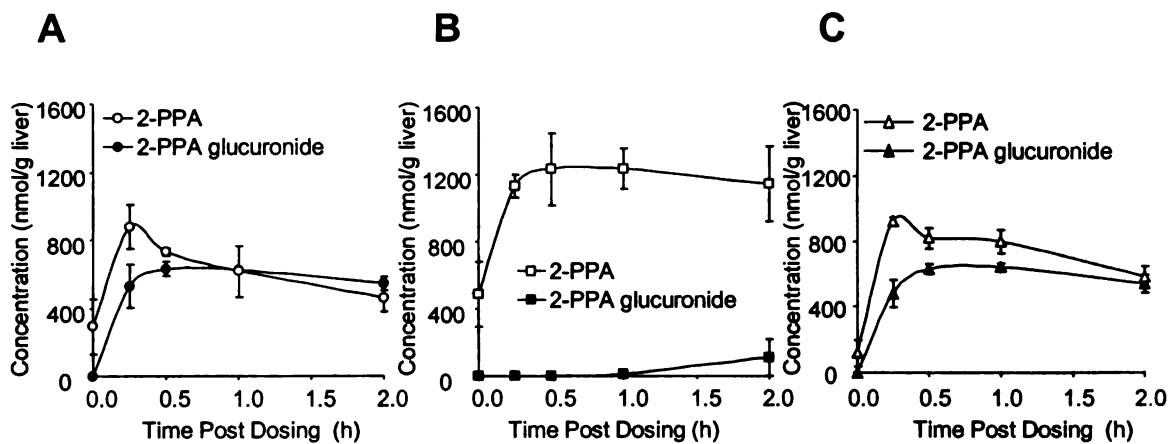 A
B
C
Concentration (nmol/g liver)
1600
1200
800
400
0
2-PPA
2-PPA glucuronide
0.0 0.5 1.0 1.5 2.0
Time Post Dosing (h)
Concentration (nmol/g liver)
1600
1200
800
400
0
2-PPA
2-PPA glucuronide
0.0 0.5 1.0 1.5 2.0
Time Post Dosing (h)
Concentration (nmol/g liver)
1600
1200
800
400
0
2-PPA
2-PPA glucuronide
0.0 0.5 1.0 1.5 2.0
Time Post Dosing (h)